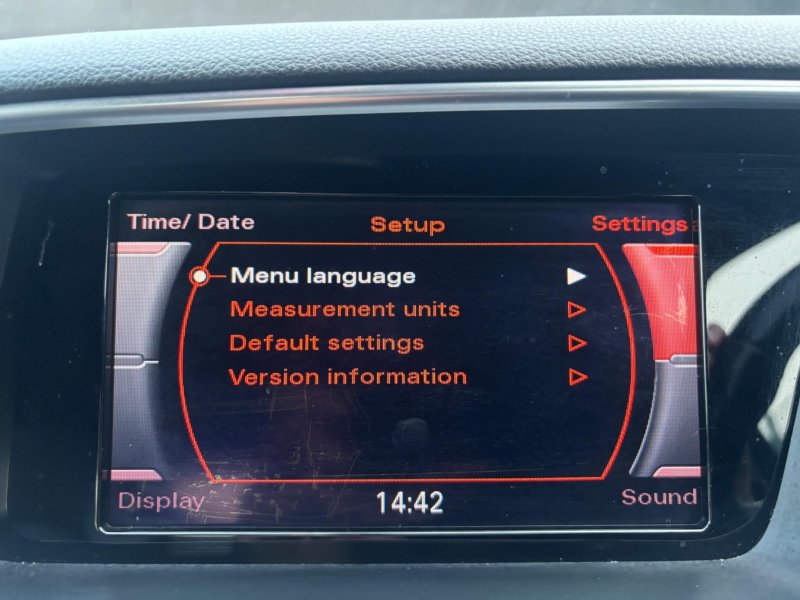 Time/ Date Setup Settings
Menu language
Measurement units
Default settings
Version information
Display 14:42 Sound